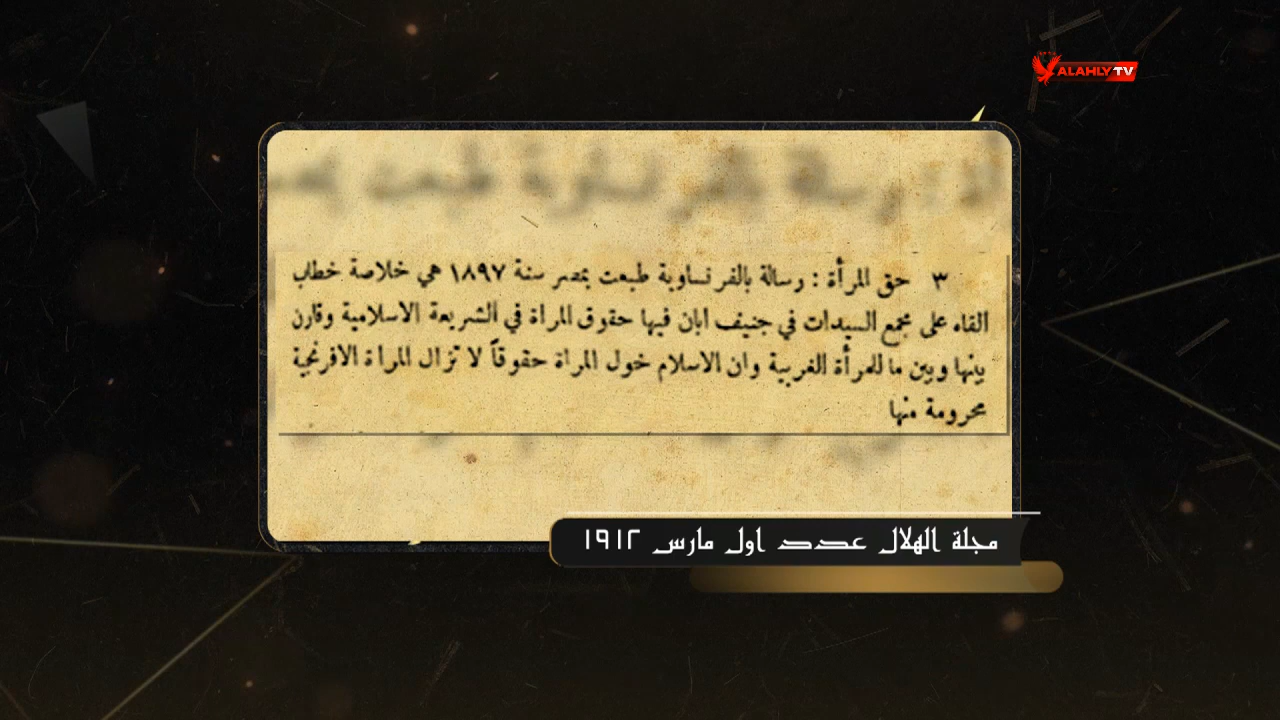 ALAHLY TV
٣ حق المرأة : رسالة بالفرنساوية طبعت بمصر سنة ١٨٩٧ هي خلاصة خطاب
القاه على مجمع السيدات في جنيف ابان فيها حقوق المراة في الشريعة الاسلامية وقارن
بينها وبين ما للمرأة الغربية وان الاسلام خول المراة حقوقاً لا تزال المراة الافرنجية
محرومة منها
مجلة الهلال عدد اول مارس ١٩١٢